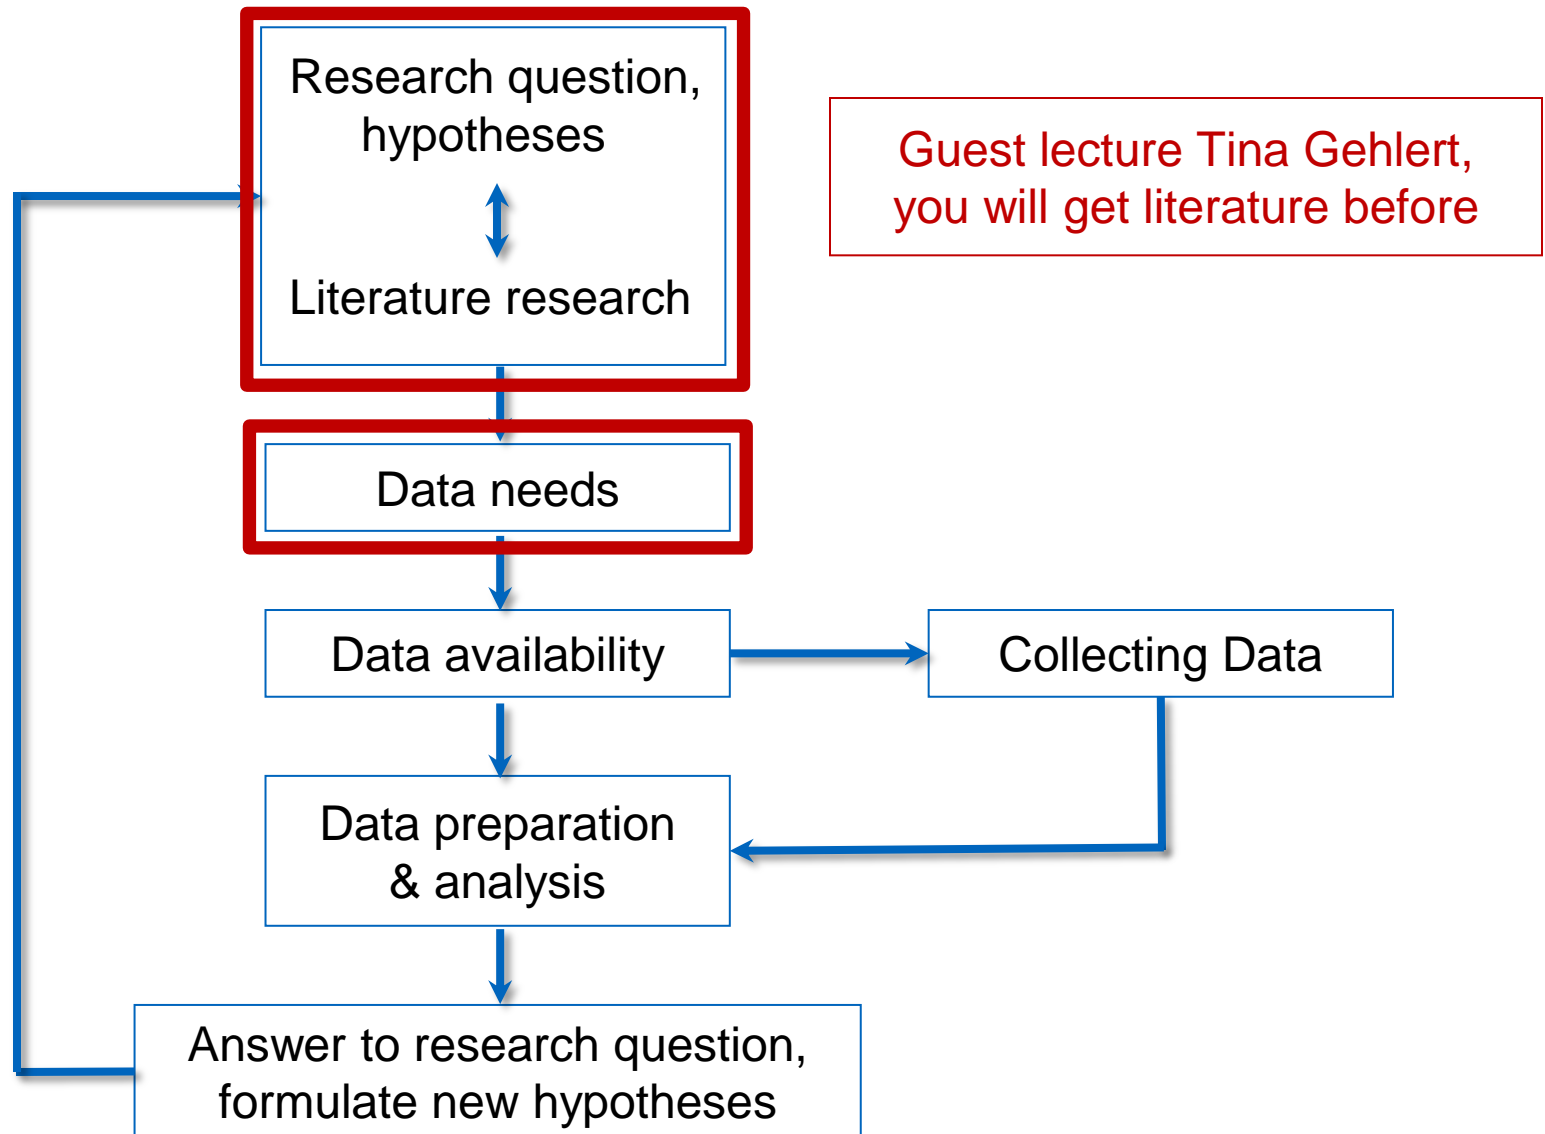 Research question,
hypotheses
Literature research
Guest lecture Tina Gehlert,
you will get literature before
Data needs
Data availability
Collecting Data
Data preparation
& analysis
Answer to research question,
formulate new hypotheses